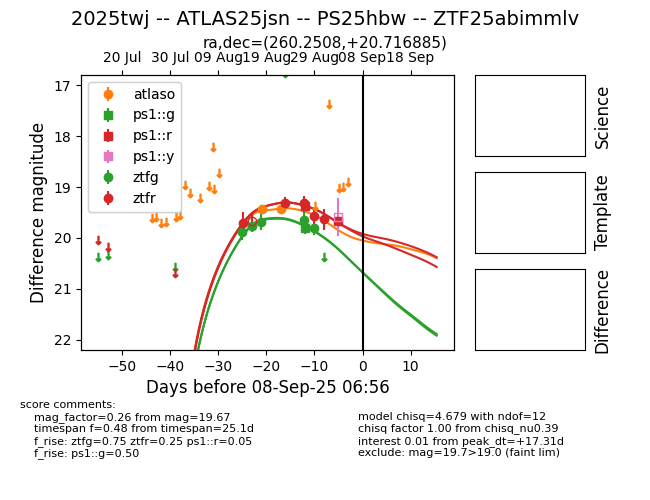 2025twj -- ATLAS25jsn -- PS25hbw -- ZTF25abimmlv
ra,dec=(260.2508,+20.716885)
20 Jul 30 Jul 09 Aug 19 Aug 29 Aug 08 Sep 18 Sep
17
18
19
20
21
22
Difference magnitude
atlaso
ps1::g
ps1::r
ps1::y
ztfg
ztfr
−50 −40 −30 −20 −10 0 10
Days before 08-Sep-25 06:56
Science
Template
Difference
score comments:
mag_factor=0.26 from mag=19.67
timespan f=0.48 from timespan=25.1d
f_rise: ztfg=0.75 ztfr=0.25 ps1::r=0.05
f_rise: ps1::g=0.50
model chisq=4.679 with ndof=12
chisq factor 1.00 from chisq_nu0.39
interest 0.01 from peak_dt=+17.31d
exclude: mag=19.7>19.0 (faint lim)